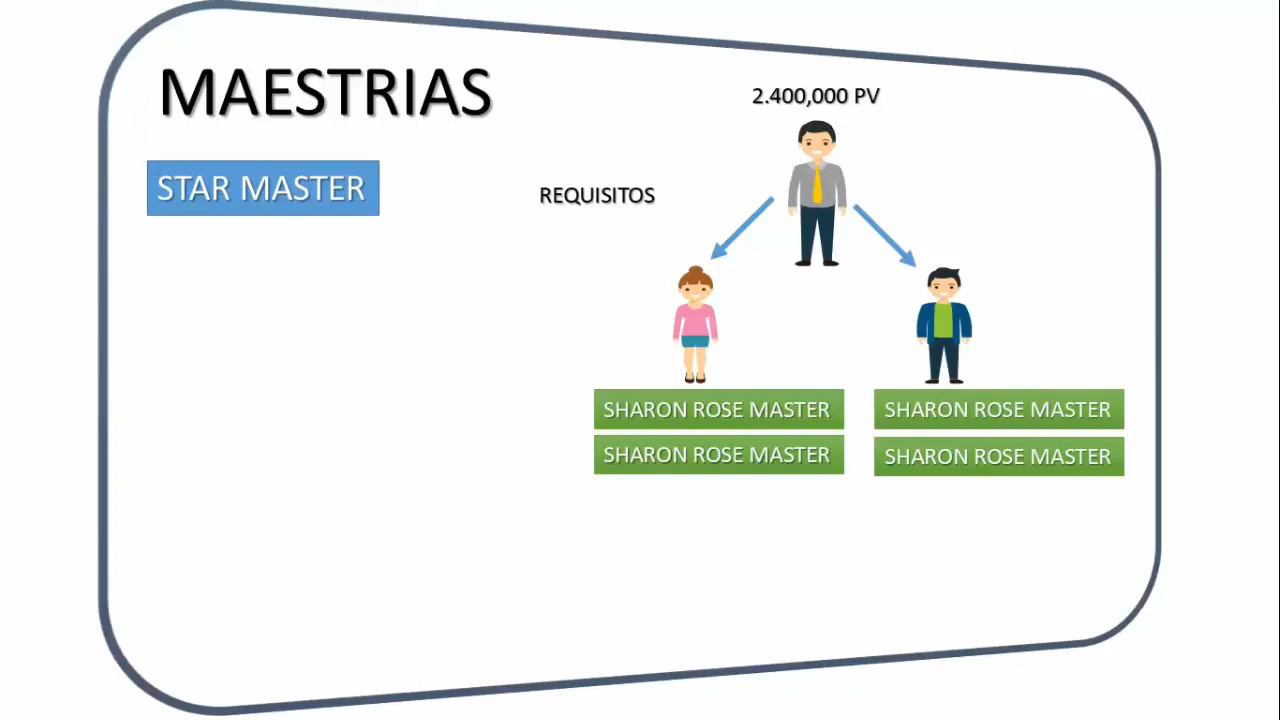 MAESTRIAS
2.400,000 PV
STAR MASTER
REQUISITOS
SHARON ROSE MASTER
SHARON ROSE MASTER
SHARON ROSE MASTER
SHARON ROSE MASTER